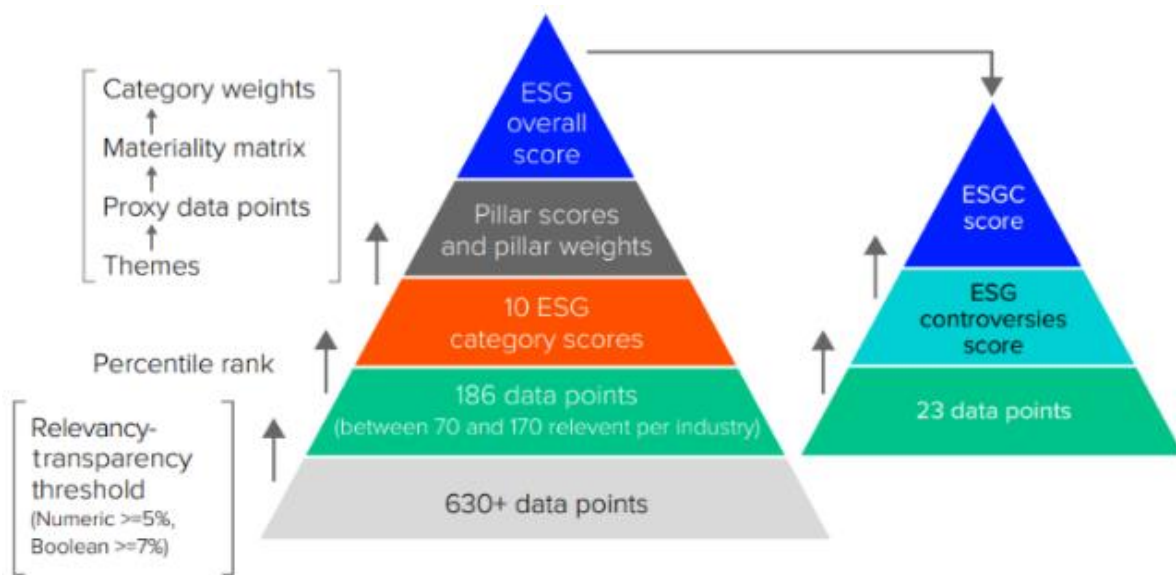 Category weights
Materiality matrix
Proxy data points
Themes
Percentile rank
Relevancy-
transparency
threshold
(Numeric >=5%,
Boolean >=7%)
ESG
overall
score
Pillar scores
and pillar weights
10 ESG
category scores
186 data points
(between 70 and 170 relevent per industry)
630+ data points
ESGC
score
ESG
controversies
score
23 data points